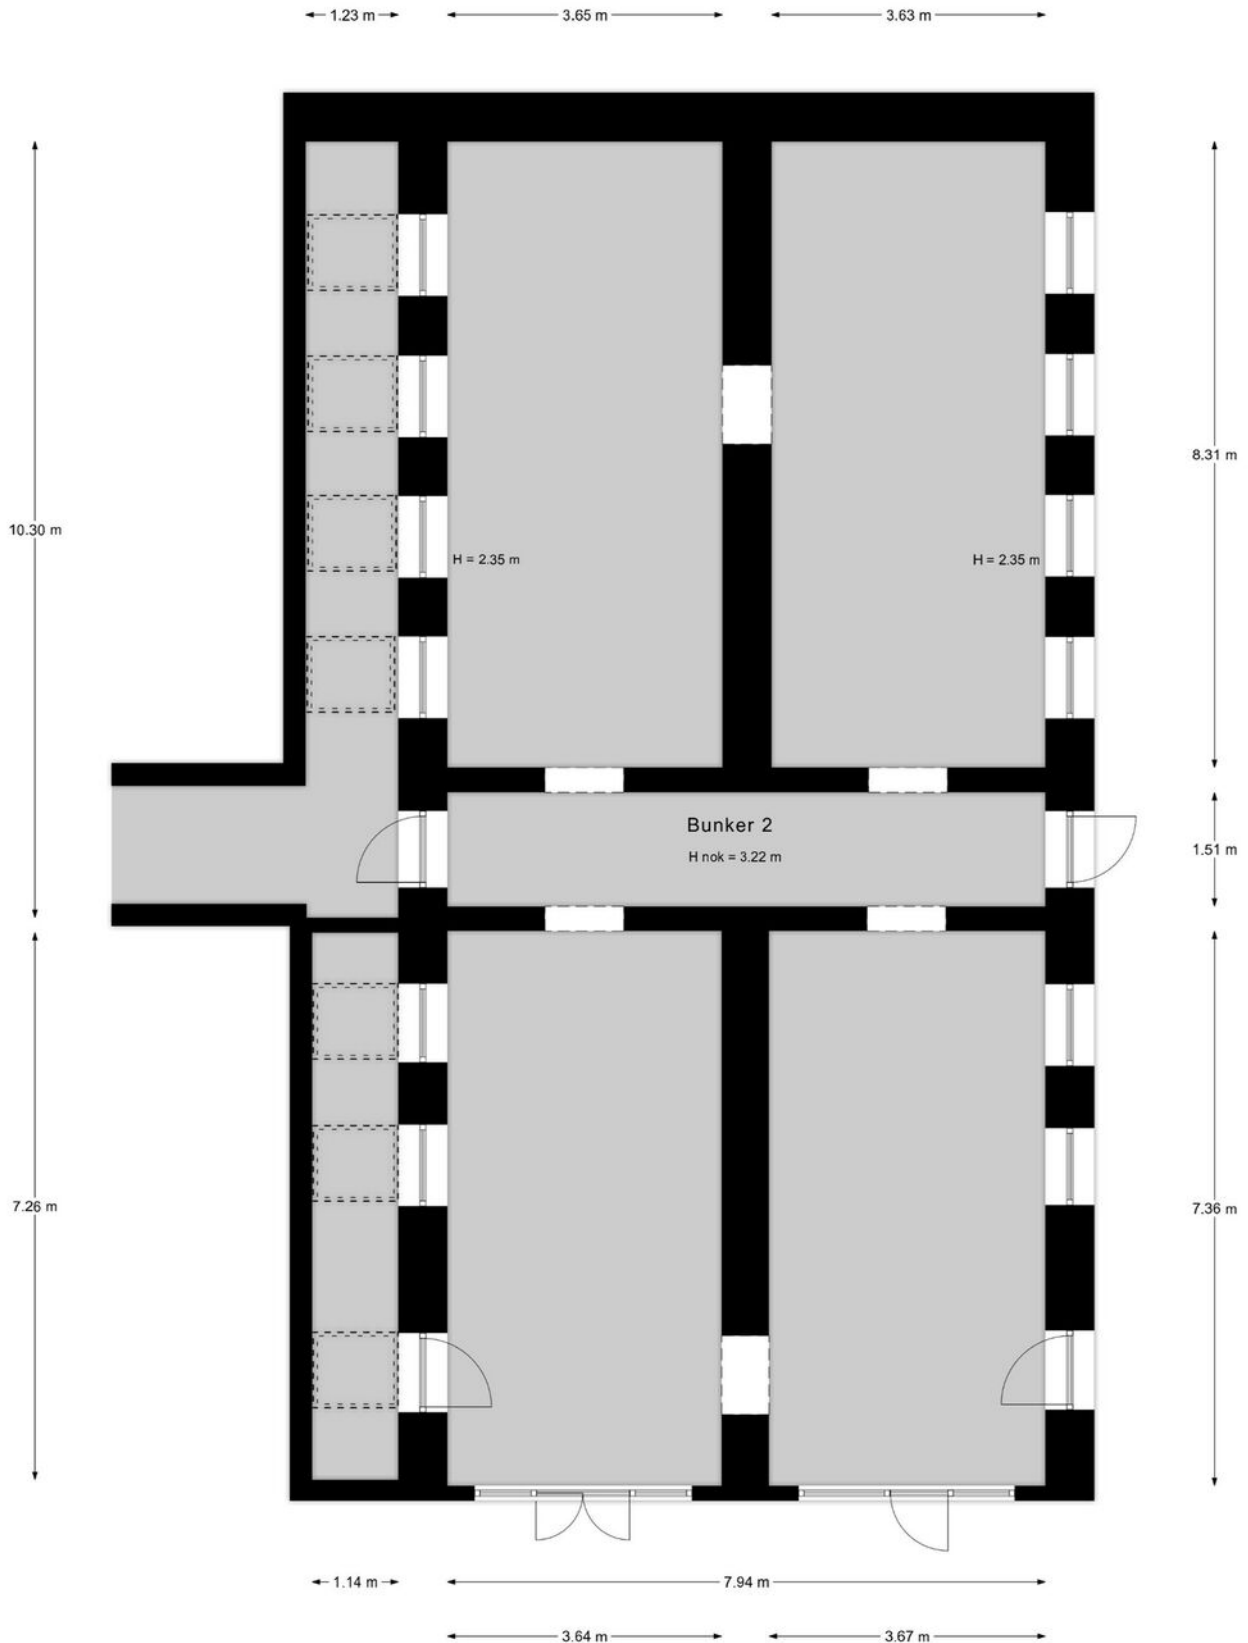 1.23 m
3.65 m
3.63 m
8.31 m
10.30 m
H = 2.35 m
H = 2.35 m
Bunker 2
H nok = 3.22 m
1.51 m
7.26 m
7.36 m
1.14 m
7.94 m
3.64 m
3.67 m